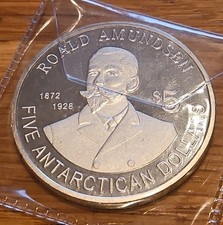 ROALD AMUNDSEN
$5
1872
1928
FIVE ANTARCTICAN DOLLARS